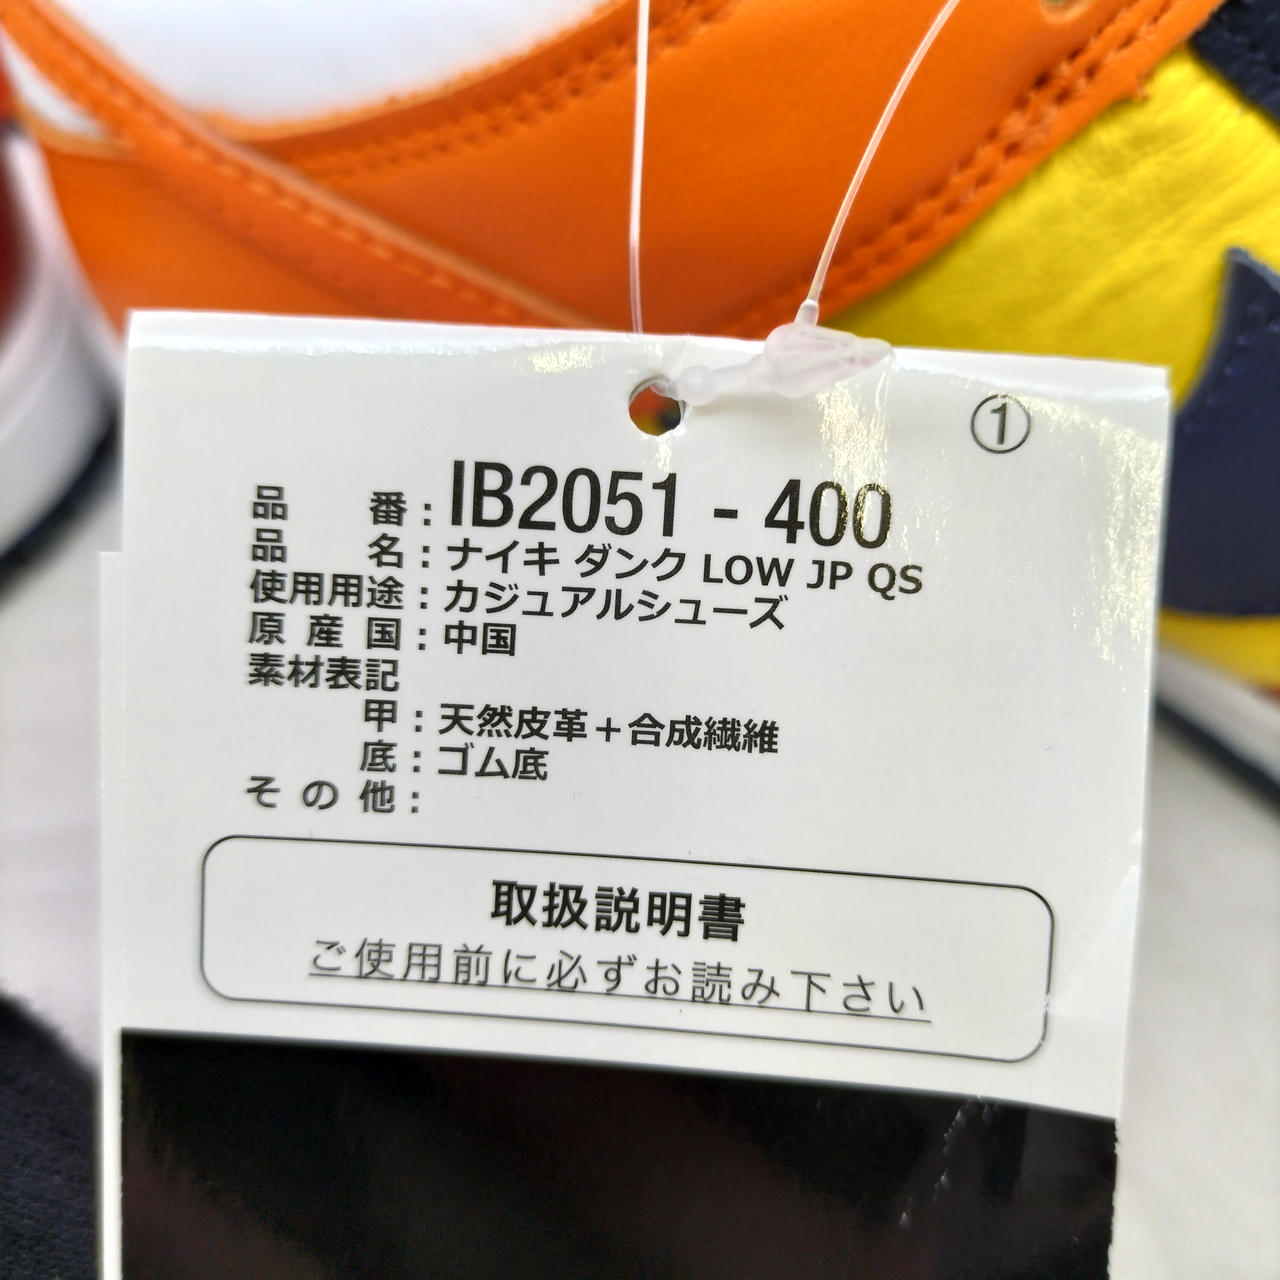 ①
品番：IB2051 - 400
品名：ナイキ ダンク LOW JP QS
使用用途：カジュアルシューズ
原産国：中国
素材表記
甲：天然皮革＋合成繊維
底：ゴム底
その他：
取扱説明書
ご使用前に必ずお読み下さい